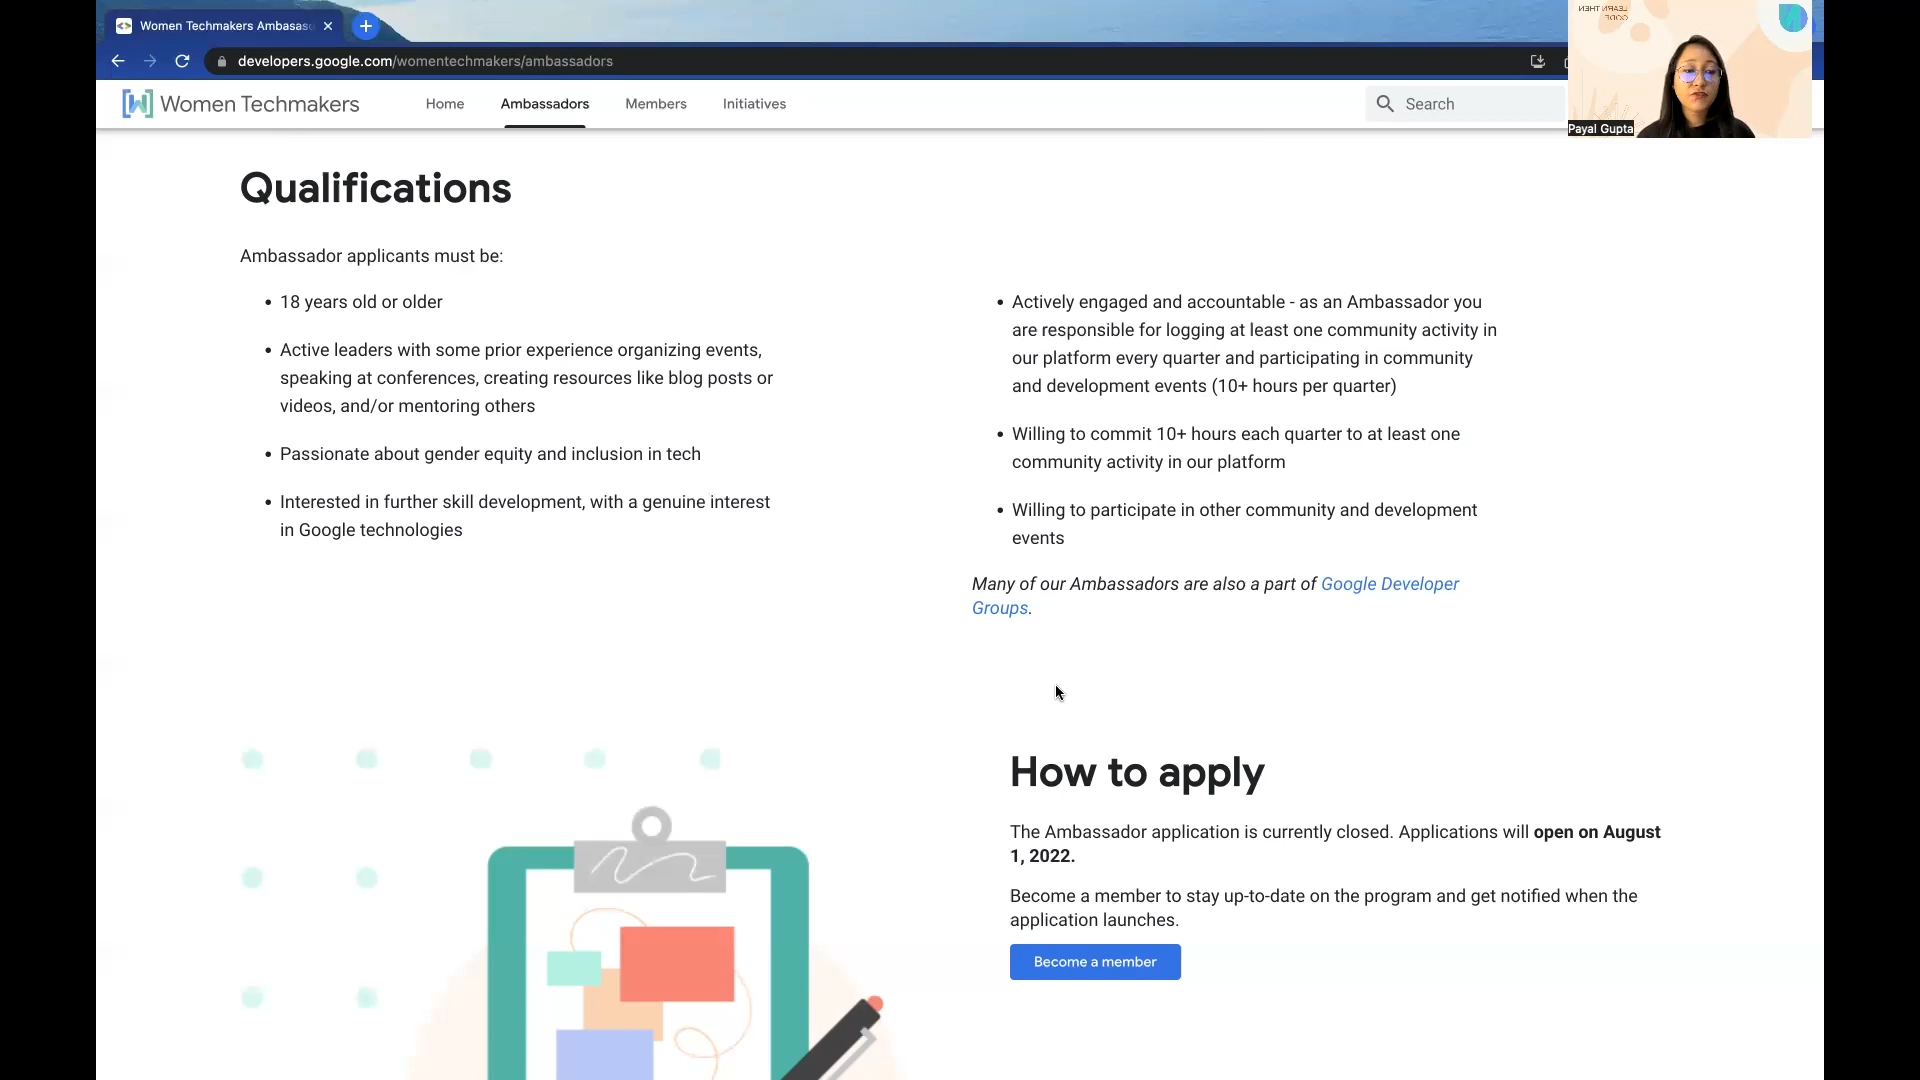 Women Techmakers Ambasas
developers.google.com/womentechmakers/ambassadors
LEARN THEN
CODE
Payal Gupta
Women Techmakers
Home
Ambassadors
Members
Initiatives
Search
Qualifications
Ambassador applicants must be:
• 18 years old or older
• Active leaders with some prior experience organizing events,
speaking at conferences, creating resources like blog posts or
videos, and/or mentoring others
• Passionate about gender equity and inclusion in tech
• Interested in further skill development, with a genuine interest
in Google technologies
• Actively engaged and accountable - as an Ambassador you
are responsible for logging at least one community activity in
our platform every quarter and participating in community
and development events (10+ hours per quarter)
• Willing to commit 10+ hours each quarter to at least one
community activity in our platform
• Willing to participate in other community and development
events
Many of our Ambassadors are also a part of Google Developer
Groups.
How to apply
The Ambassador application is currently closed. Applications will open on August
1, 2022.
Become a member to stay up-to-date on the program and get notified when the
application launches.
Become a member